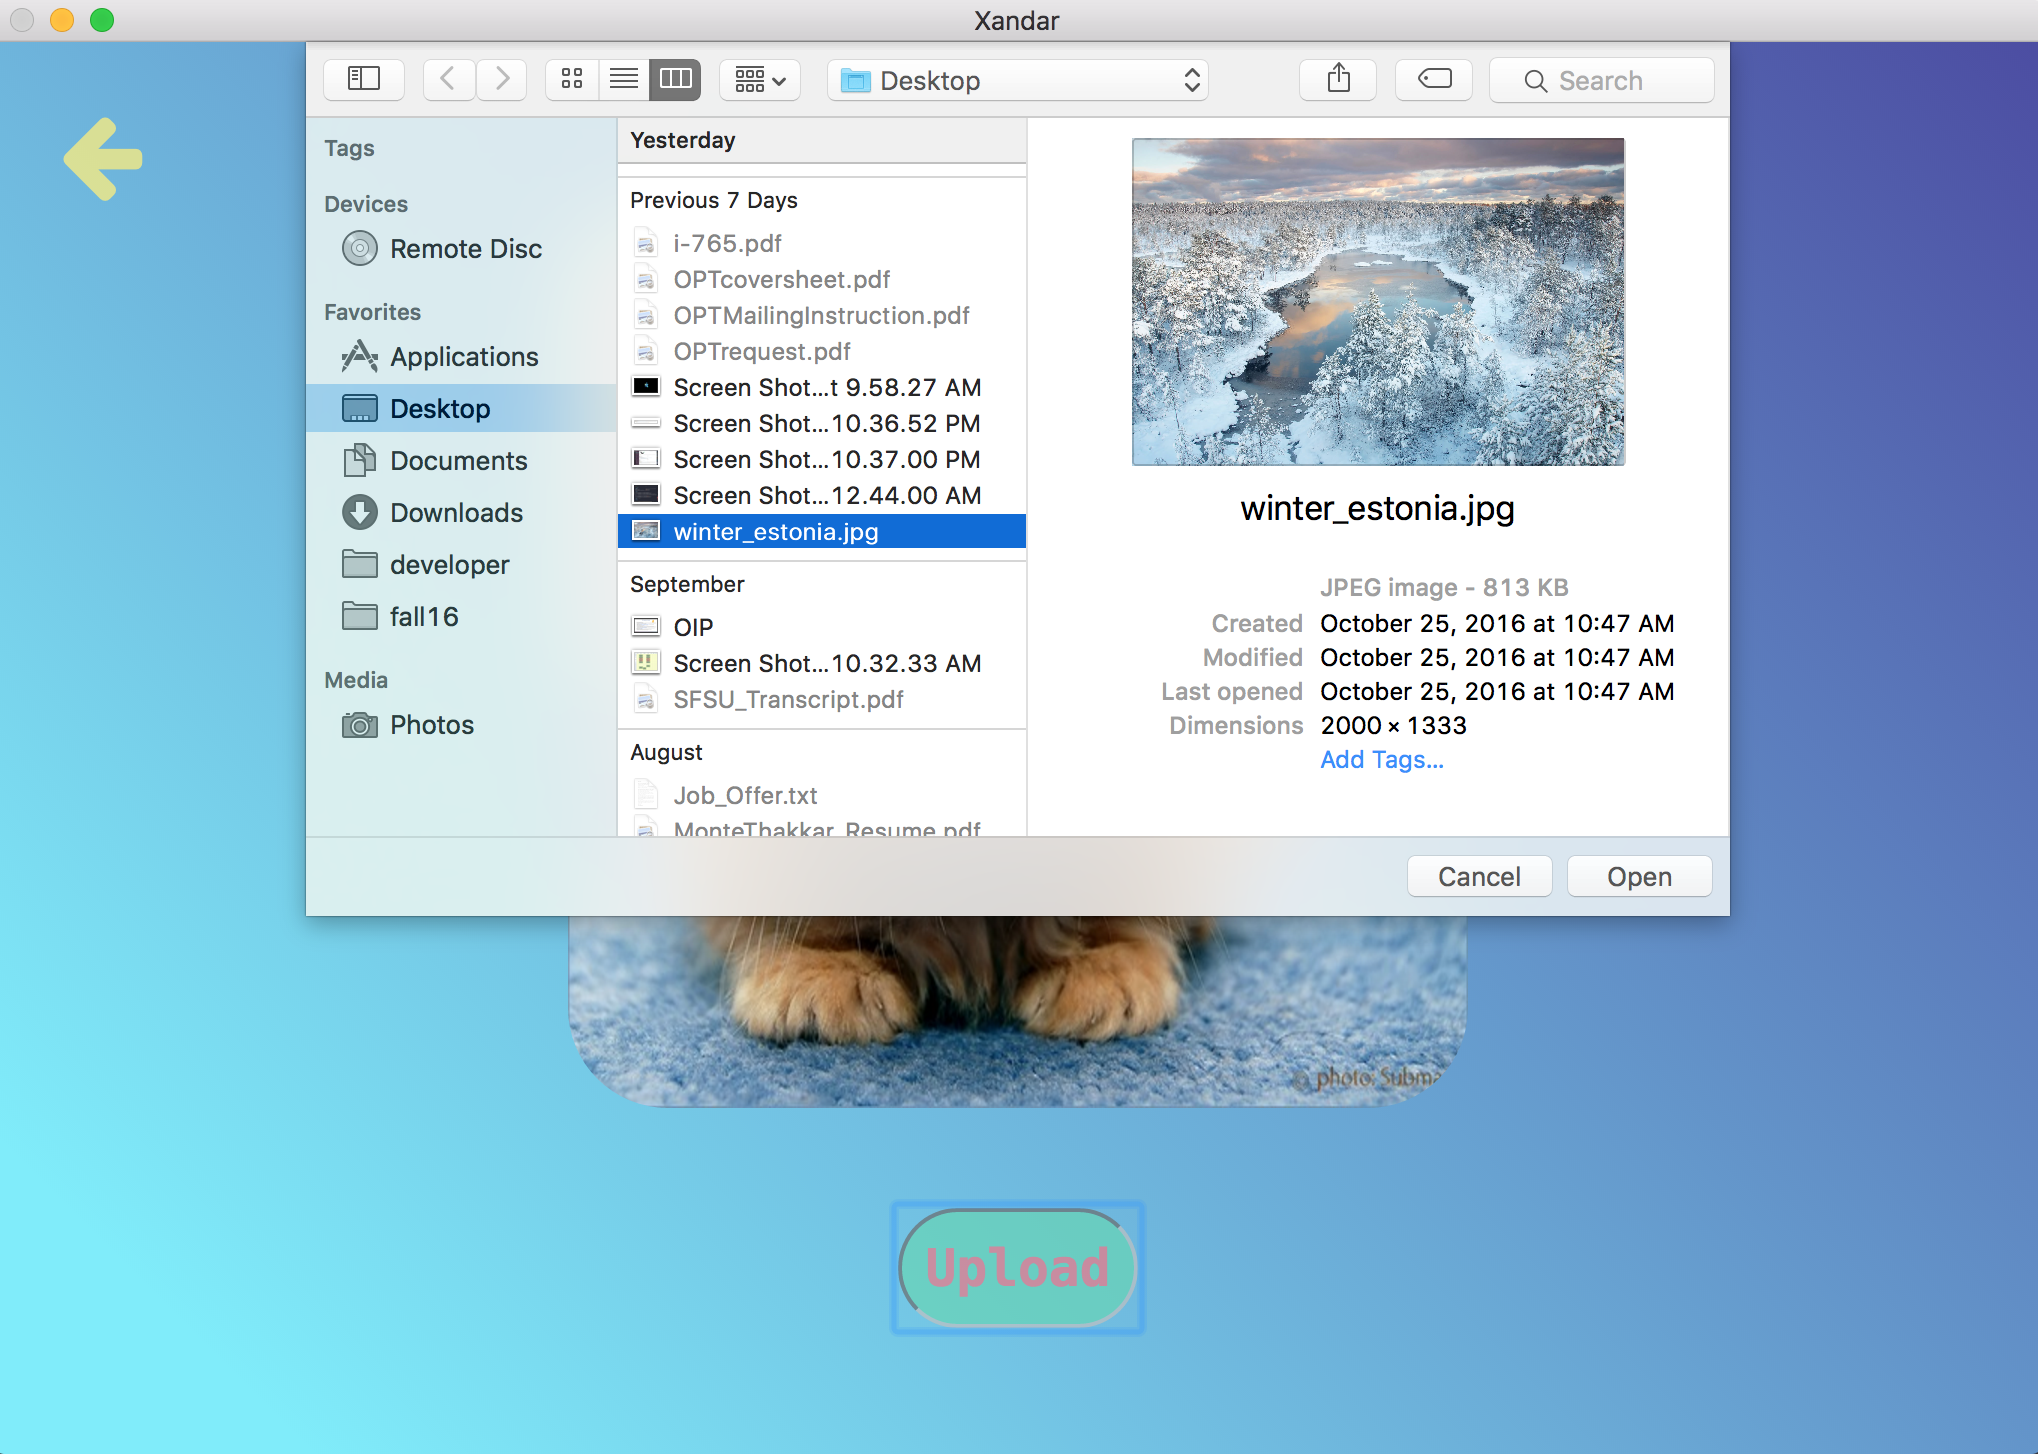 Xandar
Desktop
Search
Tags
Devices
Remote Disc
Favorites
Applications
Desktop
Documents
Downloads
developer
fall16
Media
Photos
Yesterday
Previous 7 Days
i-765.pdf
OPTcoversheet.pdf
OPTMailingInstruction.pdf
OPTrequest.pdf
Screen Shot...t 9.58.27 AM
Screen Shot...10.36.52 PM
Screen Shot...10.37.00 PM
Screen Shot...12.44.00 AM
winter_estonia.jpg
September
OIP
Screen Shot...10.32.33 AM
SFSU_Transcript.pdf
August
Job_Offer.txt
MonteThakkar_Resume.pdf
winter_estonia.jpg
JPEG image - 813 KB
Created October 25, 2016 at 10:47 AM
Modified October 25, 2016 at 10:47 AM
Last opened October 25, 2016 at 10:47 AM
Dimensions 2000 × 1333
Add Tags...
Cancel
Open
© photo: Subma
Upload